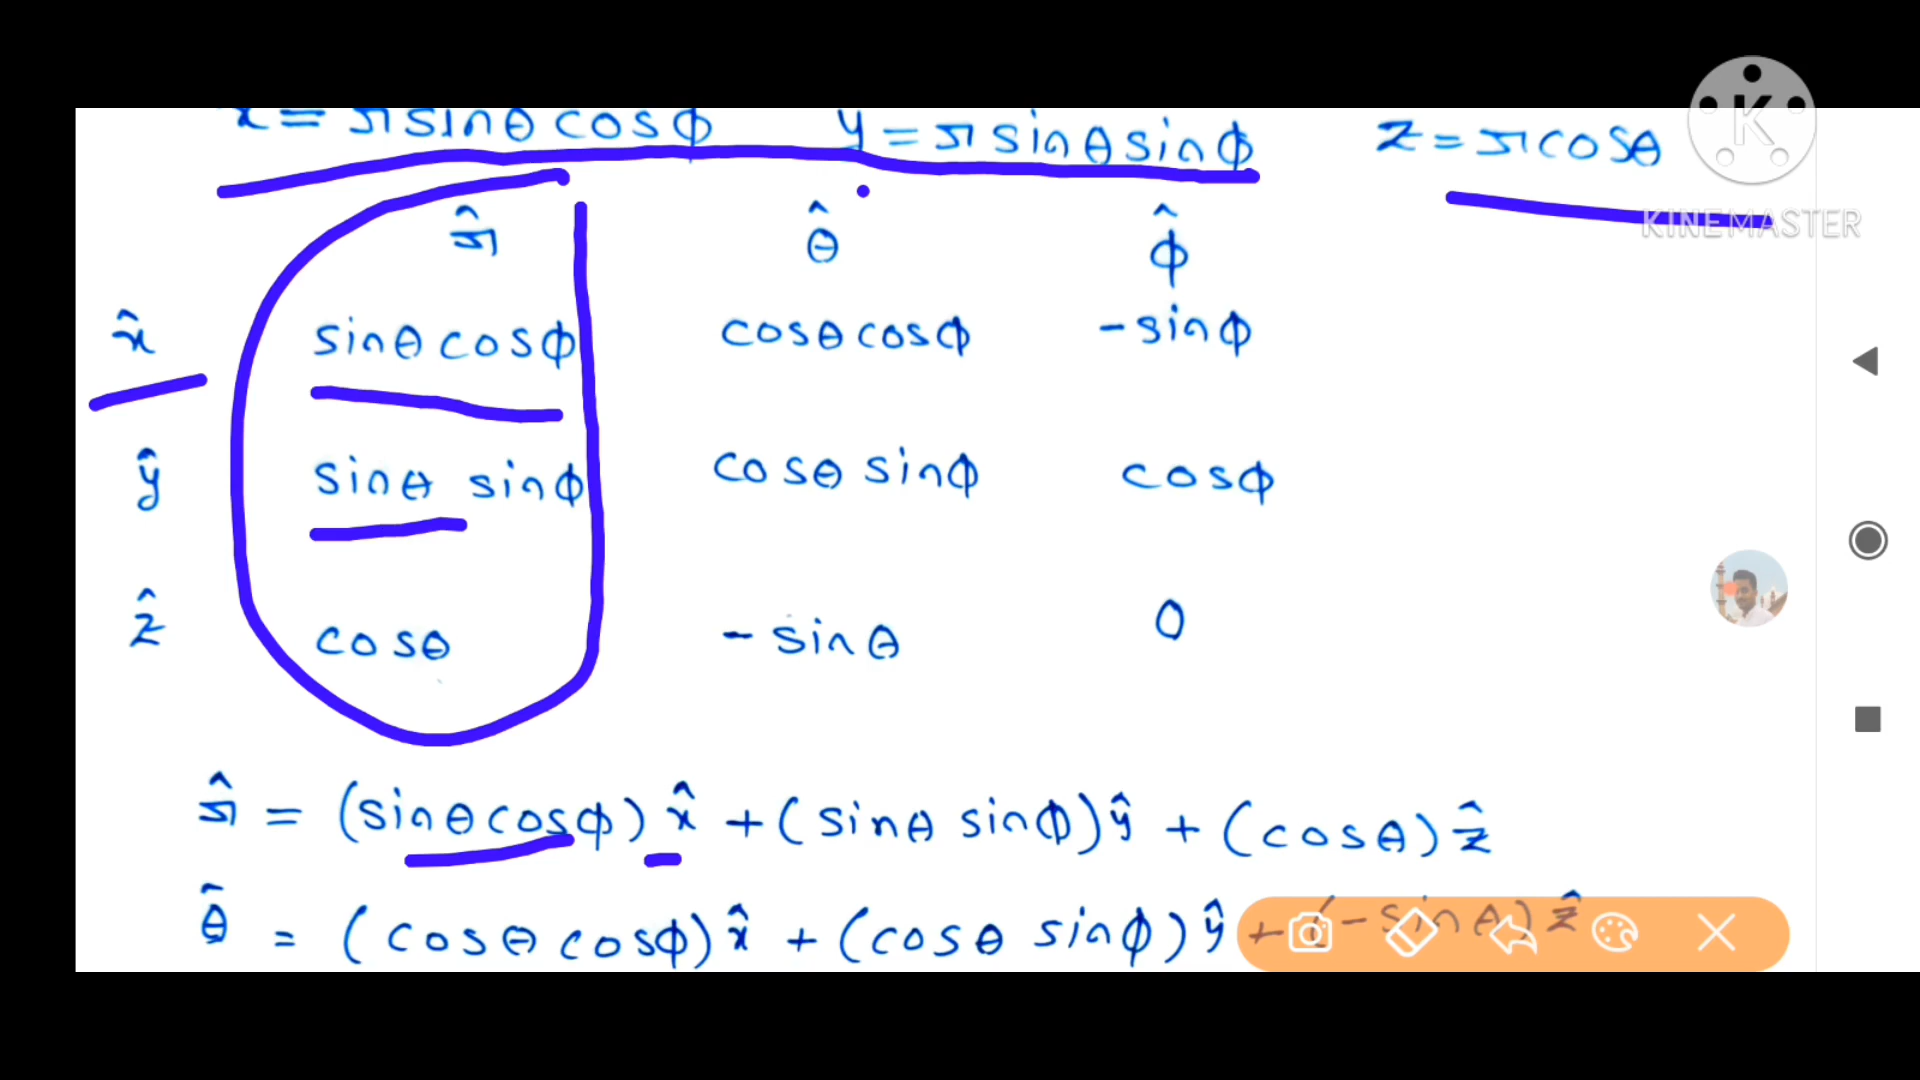 x = r sinθ cosϕ y = r sinθ sinϕ z = r cosθ
K
KINEMASTER
r̂ θ̂ ϕ̂
x̂ sinθ cosϕ cosθ cosϕ -sinϕ
ŷ sinθ sinϕ cosθ sinϕ cosϕ
ẑ cosθ - sinθ 0
r̂ = (sinθ cosϕ) x̂ + (sinθ sinϕ) ŷ + (cosθ) ẑ
θ̂ = (cosθ cosϕ) x̂ + (cosθ sinϕ) ŷ + (-sinθ) ẑ